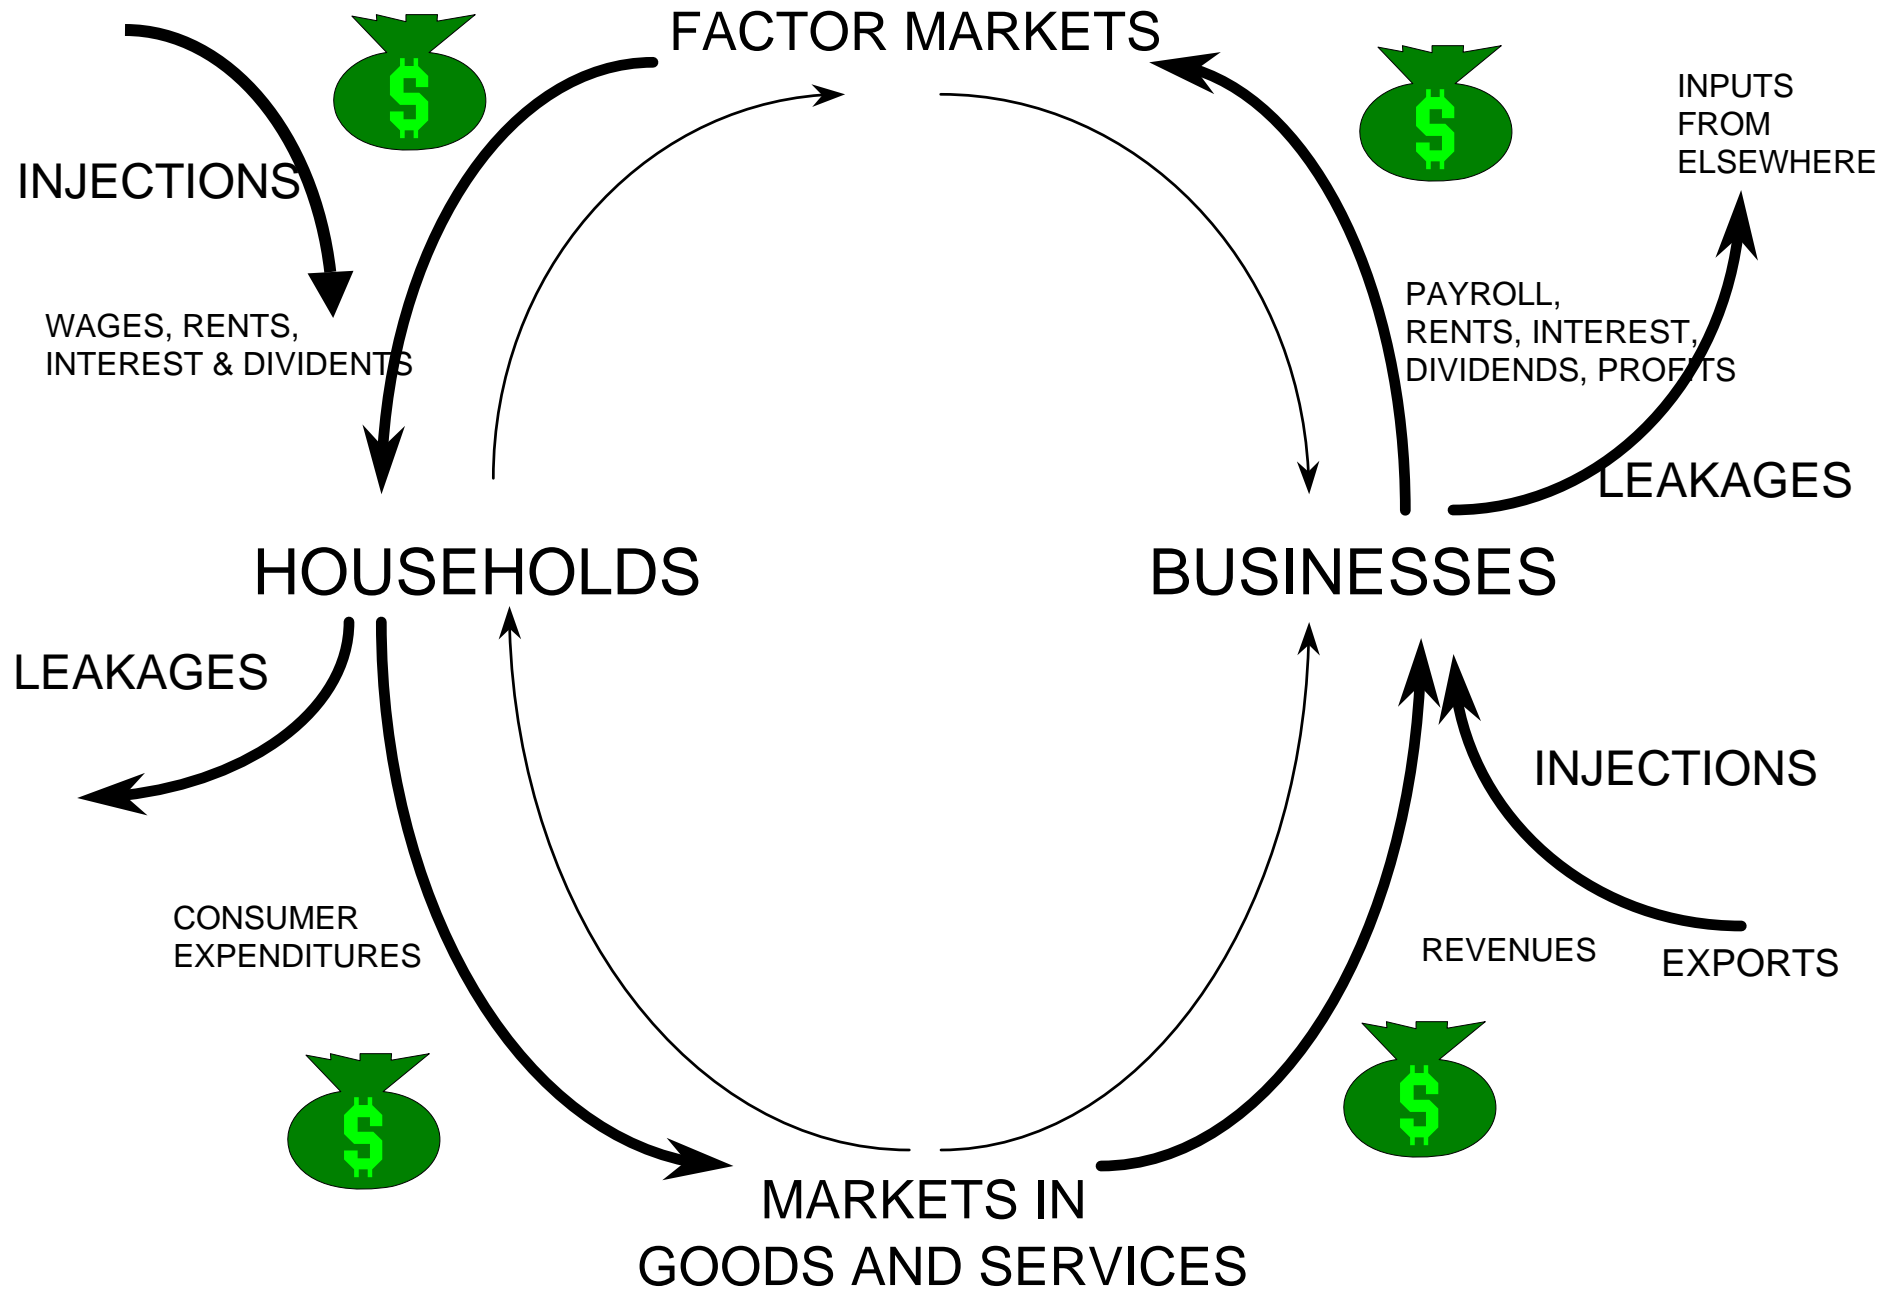 FACTOR MARKETS
INJECTIONS
WAGES, RENTS,
INTEREST & DIVIDENTS
INPUTS
FROM
ELSEWHERE
PAYROLL,
RENTS, INTEREST,
DIVIDENDS, PROFITS
LEAKAGES
HOUSEHOLDS
BUSINESSES
LEAKAGES
INJECTIONS
CONSUMER
EXPENDITURES
REVENUES
EXPORTS
MARKETS IN
GOODS AND SERVICES
$
$
$
$